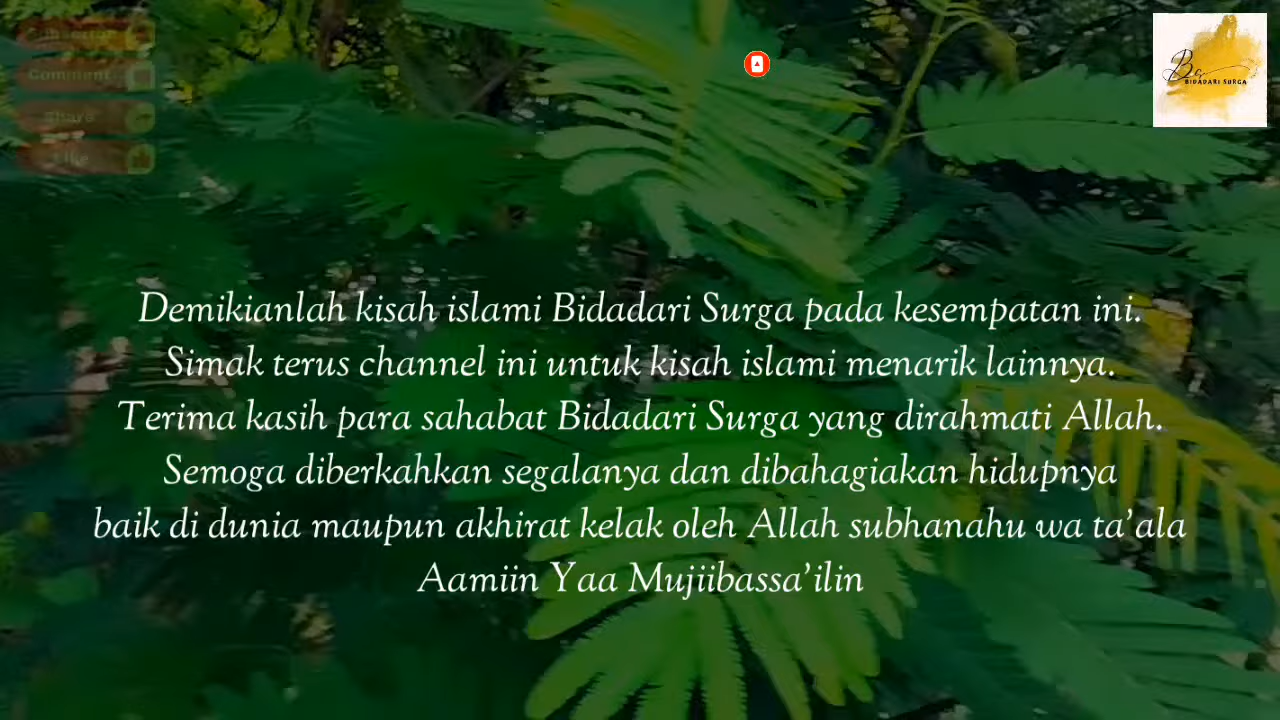 Subscribe
Comment
Share
Like
BIDADARI SURGA
Demikianlah kisah islami Bidadari Surga pada kesempatan ini.
Simak terus channel ini untuk kisah islami menarik lainnya.
Terima kasih para sahabat Bidadari Surga yang dirahmati Allah.
Semoga diberkahkan segalanya dan dibahagiakan hidupnya
baik di dunia maupun akhirat kelak oleh Allah subhanahu wa ta'ala
Aamiin Yaa Mujiibassa'ilin